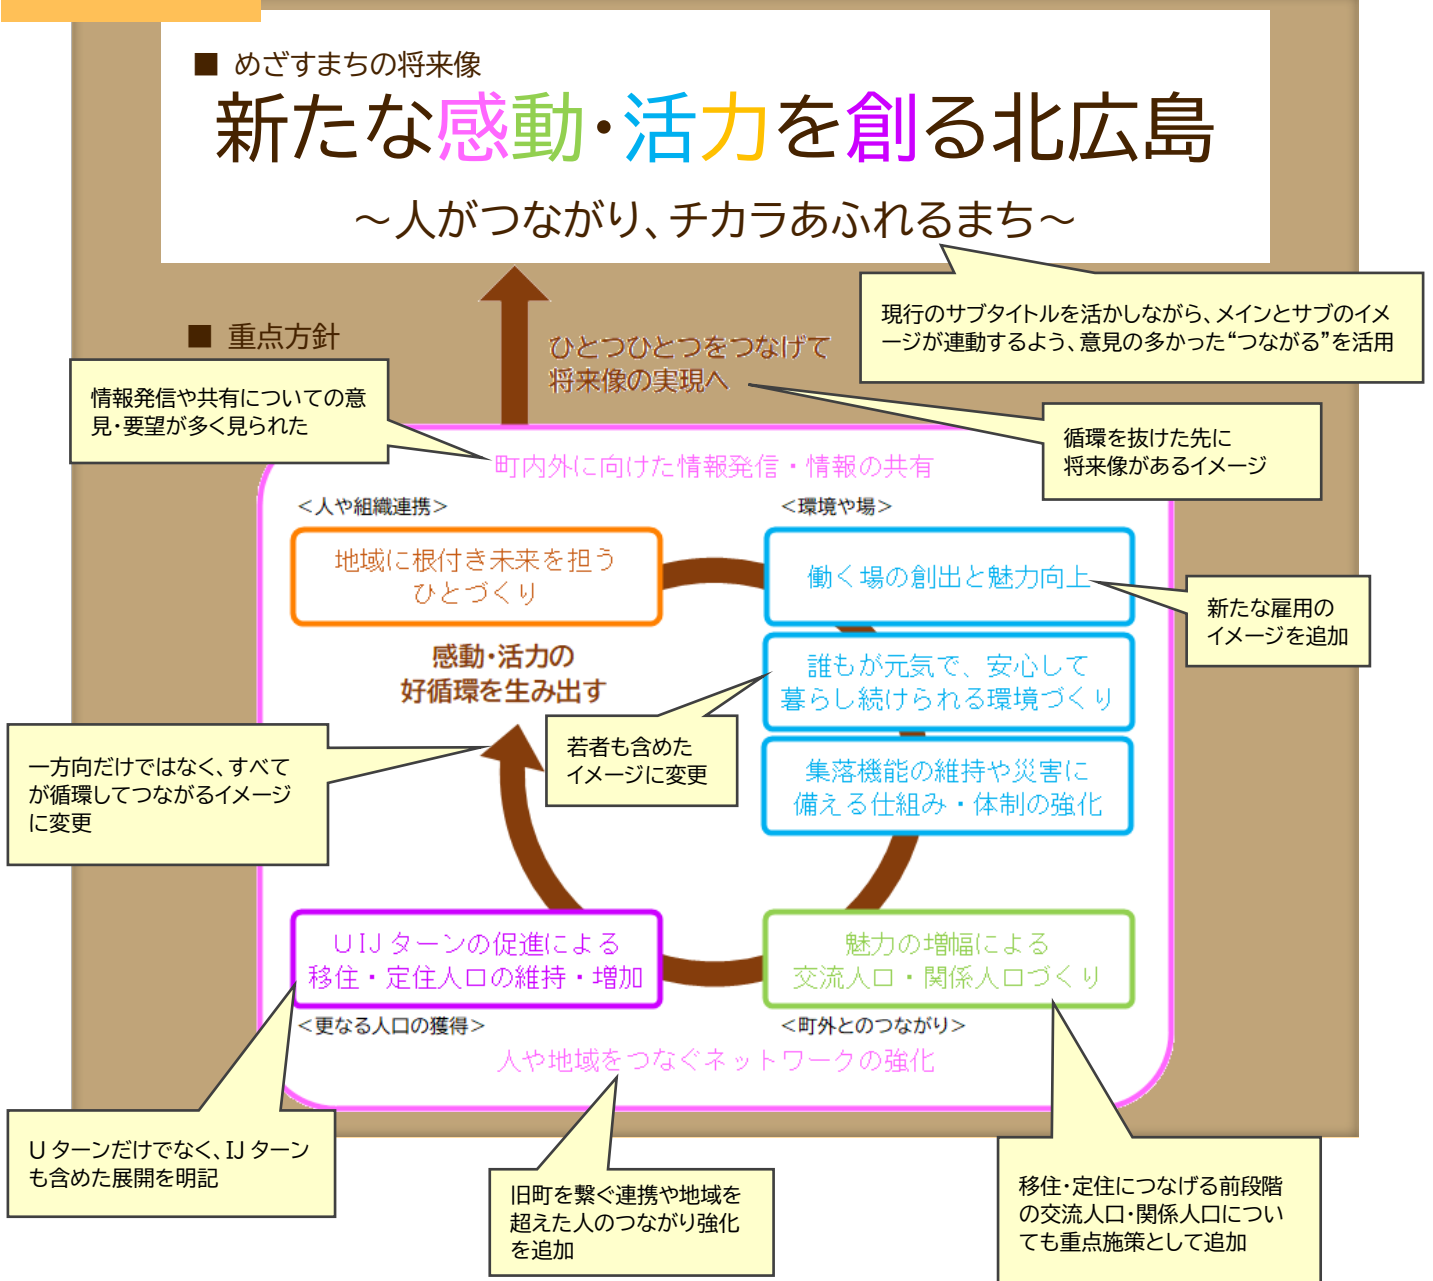 ■ めざすまちの将来像
新たな感動・活力を創る北広島
～人がつながり、チカラあふれるまち～
現行のサブタイトルを活かしながら、メインとサブのイメ
ージが連動するよう、意見の多かった“つながる”を活用
■ 重点方針
ひとつひとつをつなげて
将来像の実現へ
情報発信や共有についての意
見・要望が多く見られた
循環を抜けた先に
将来像があるイメージ
町内外に向けた情報発信・情報の共有
＜人や組織連携＞
＜環境や場＞
地域に根付き未来を担う
ひとづくり
働く場の創出と魅力向上
新たな雇用の
イメージを追加
感動・活力の
好循環を生み出す
誰もが元気で、安心して
暮らし続けられる環境づくり
若者も含めた
イメージに変更
一方向だけではなく、すべて
が循環してつながるイメージ
に変更
集落機能の維持や災害に
備える仕組み・体制の強化
ＵＩＪターンの促進による
移住・定住人口の維持・増加
魅力の増幅による
交流人口・関係人口づくり
＜更なる人口の獲得＞
＜町外とのつながり＞
人や地域をつなぐネットワークの強化
U ターンだけでなく、IJ ターン
も含めた展開を明記
旧町を繋ぐ連携や地域を
超えた人のつながり強化
を追加
移住・定住につなげる前段階
の交流人口・関係人口につい
ても重点施策として追加